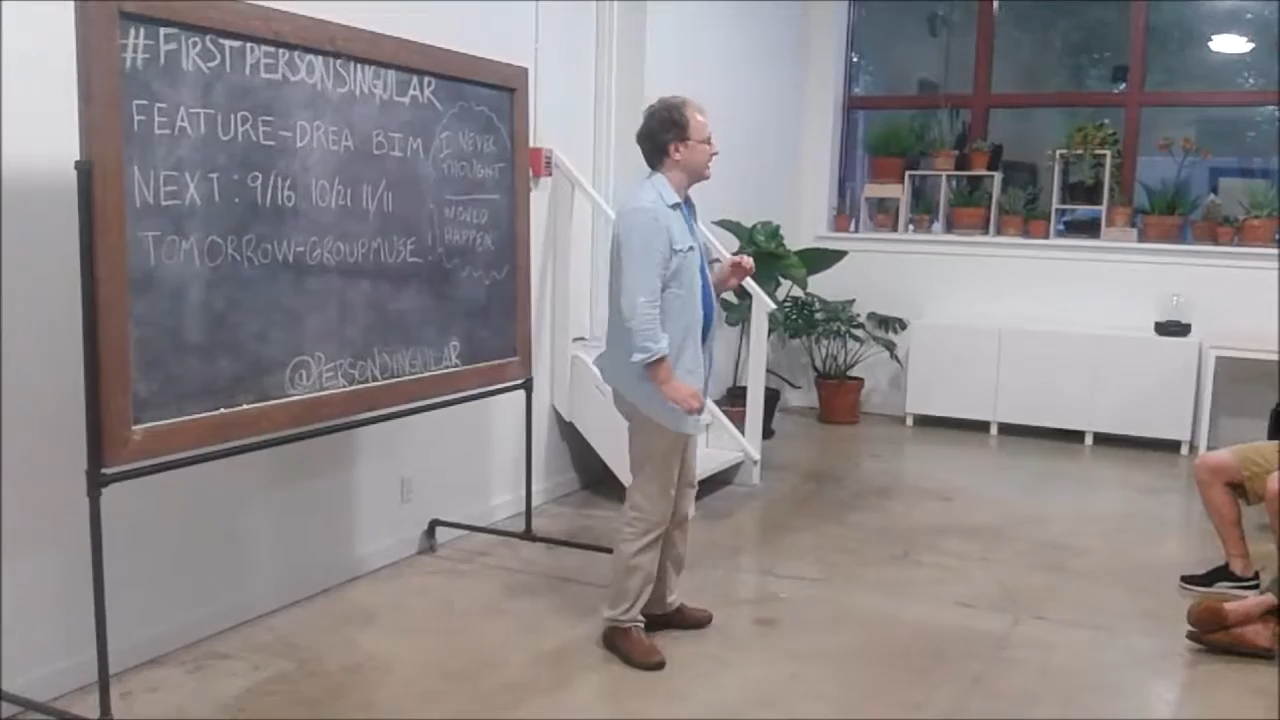 #FIRSTPERSONSINGULAR
FEATURE-DREA BIM
NEXT: 9/16 10/21 11/11
TOMORROW-GROUPMUSE
I NEVER
THOUGHT
WOULD
HAPPEN
@PERSONSINGULAR